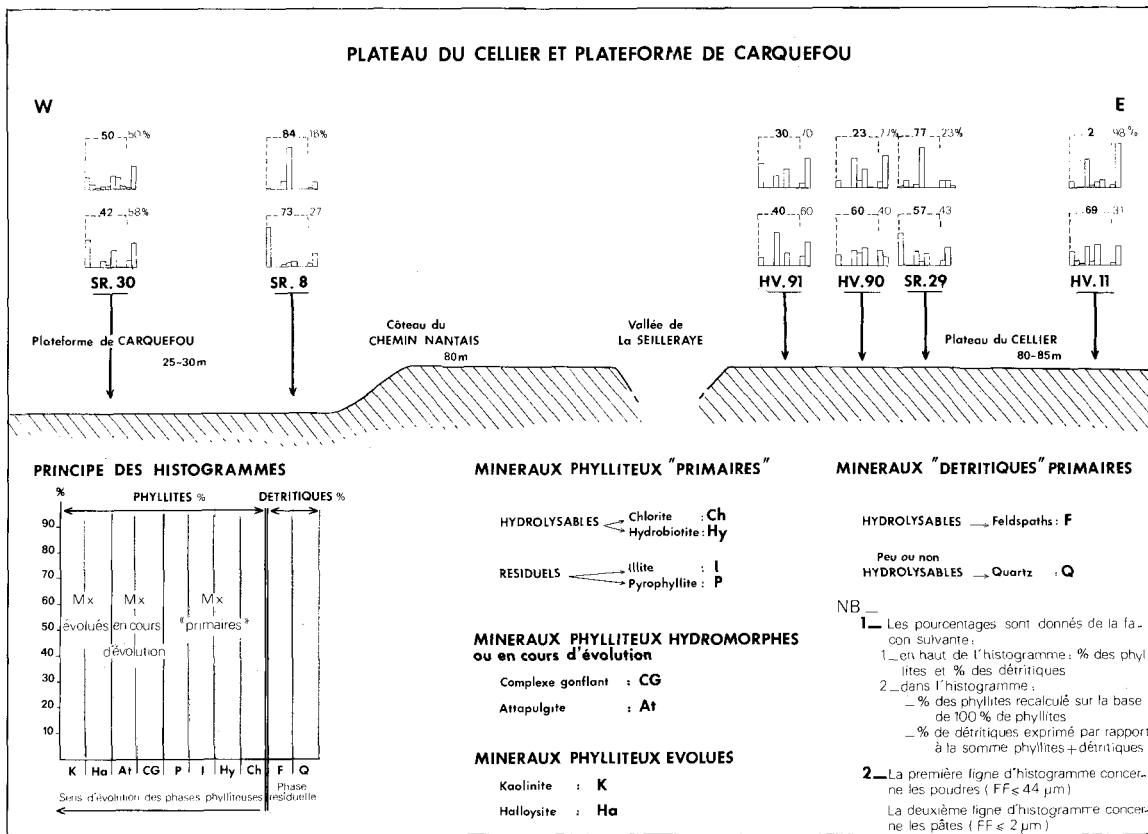 PLATEAU DU CELLIER ET PLATEFORME DE CARQUEFOU
W
E
50 50%
84 16%
30 70
23 77%
77 23%
2 98%
42 58%
73 27
40 60
60 40
57 43
69 31
SR.30
SR.8
HV.91
HV.90
SR.29
HV.11
Plateforme de CARQUEFOU
25-30m
Côteau du
CHEMIN NANTAIS
80m
Vallée de
La SEILLERAYE
Plateau du CELLIER
80-85m
PRINCIPE DES HISTOGRAMMES
%
PHYLLITES %
DETRITIQUES %
90
80
70
60
50
40
30
20
10
Mx
évolués
Mx
en cours
d'évolution
Mx
"primaires"
K Ha At CG P I Hy Ch F Q
Sens d'évolution des phases phylliteuses
Phase
résiduelle
MINERAUX PHYLLITEUX "PRIMAIRES"
HYDROLYSABLES
Chlorite : Ch
Hydrobiotite : Hy
RESIDUELS
Illite : I
Pyrophyllite : P
MINERAUX PHYLLITEUX HYDROMORPHES
ou en cours d'évolution
Complexe gonflant : CG
Attapulgite : At
MINERAUX PHYLLITEUX EVOLUES
Kaolinite : K
Halloysite : Ha
MINERAUX "DETRITIQUES" PRIMAIRES
HYDROLYSABLES → Feldspaths : F
Peu ou non
HYDROLYSABLES → Quartz : Q
NB _
1_ Les pourcentages sont donnés de la fa-
con suivante:
1_en haut de l'histogramme: % des phyl
lites et % des détritiques
2_dans l'histogramme:
_% des phyllites recalculé sur la base
de 100 % de phyllites
_% de détritiques exprimé par rapport
à la somme phyllites+détritiques
2_La première ligne d'histogramme concer-
ne les poudres ( FF ≤ 44 µm )
La deuxième ligne d'histogramme concer-
ne les pâtes ( FF ≤ 2 µm )